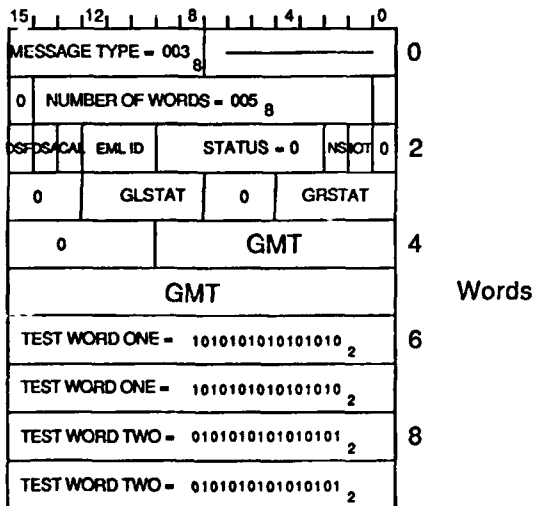 15 12 8 4 0
MESSAGE TYPE = 003 8 0
0 NUMBER OF WORDS = 005 8
DSF DSA CAL EML ID STATUS = 0 NS IOT 0 2
0 GLSTAT 0 GRSTAT
0 GMT 4
GMT Words
TEST WORD ONE = 1010101010101010 2 6
TEST WORD ONE = 1010101010101010 2
TEST WORD TWO = 0101010101010101 2 8
TEST WORD TWO = 0101010101010101 2